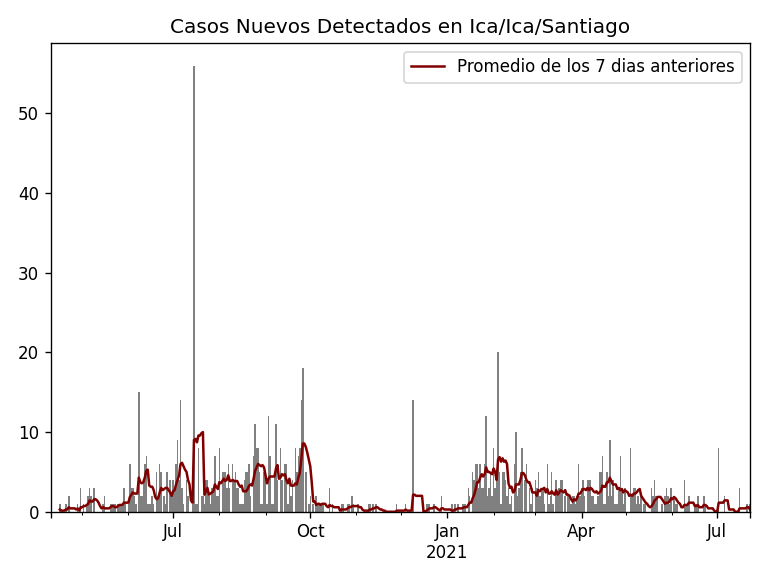 Casos Nuevos Detectados en Ica/Ica/Santiago
Promedio de los 7 dias anteriores
50
40
30
20
10
0
Jul
Oct
Jan
2021
Apr
Jul